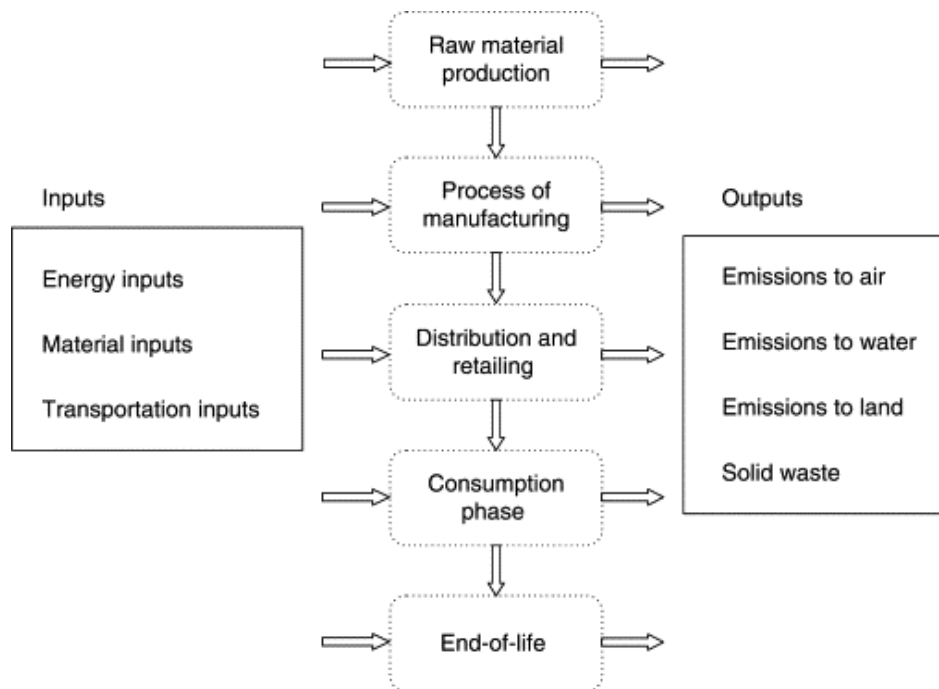 Raw material
production
Inputs
Process of
manufacturing
Outputs
Energy inputs
Material inputs
Transportation inputs
Distribution and
retailing
Emissions to air
Emissions to water
Emissions to land
Solid waste
Consumption
phase
End-of-life